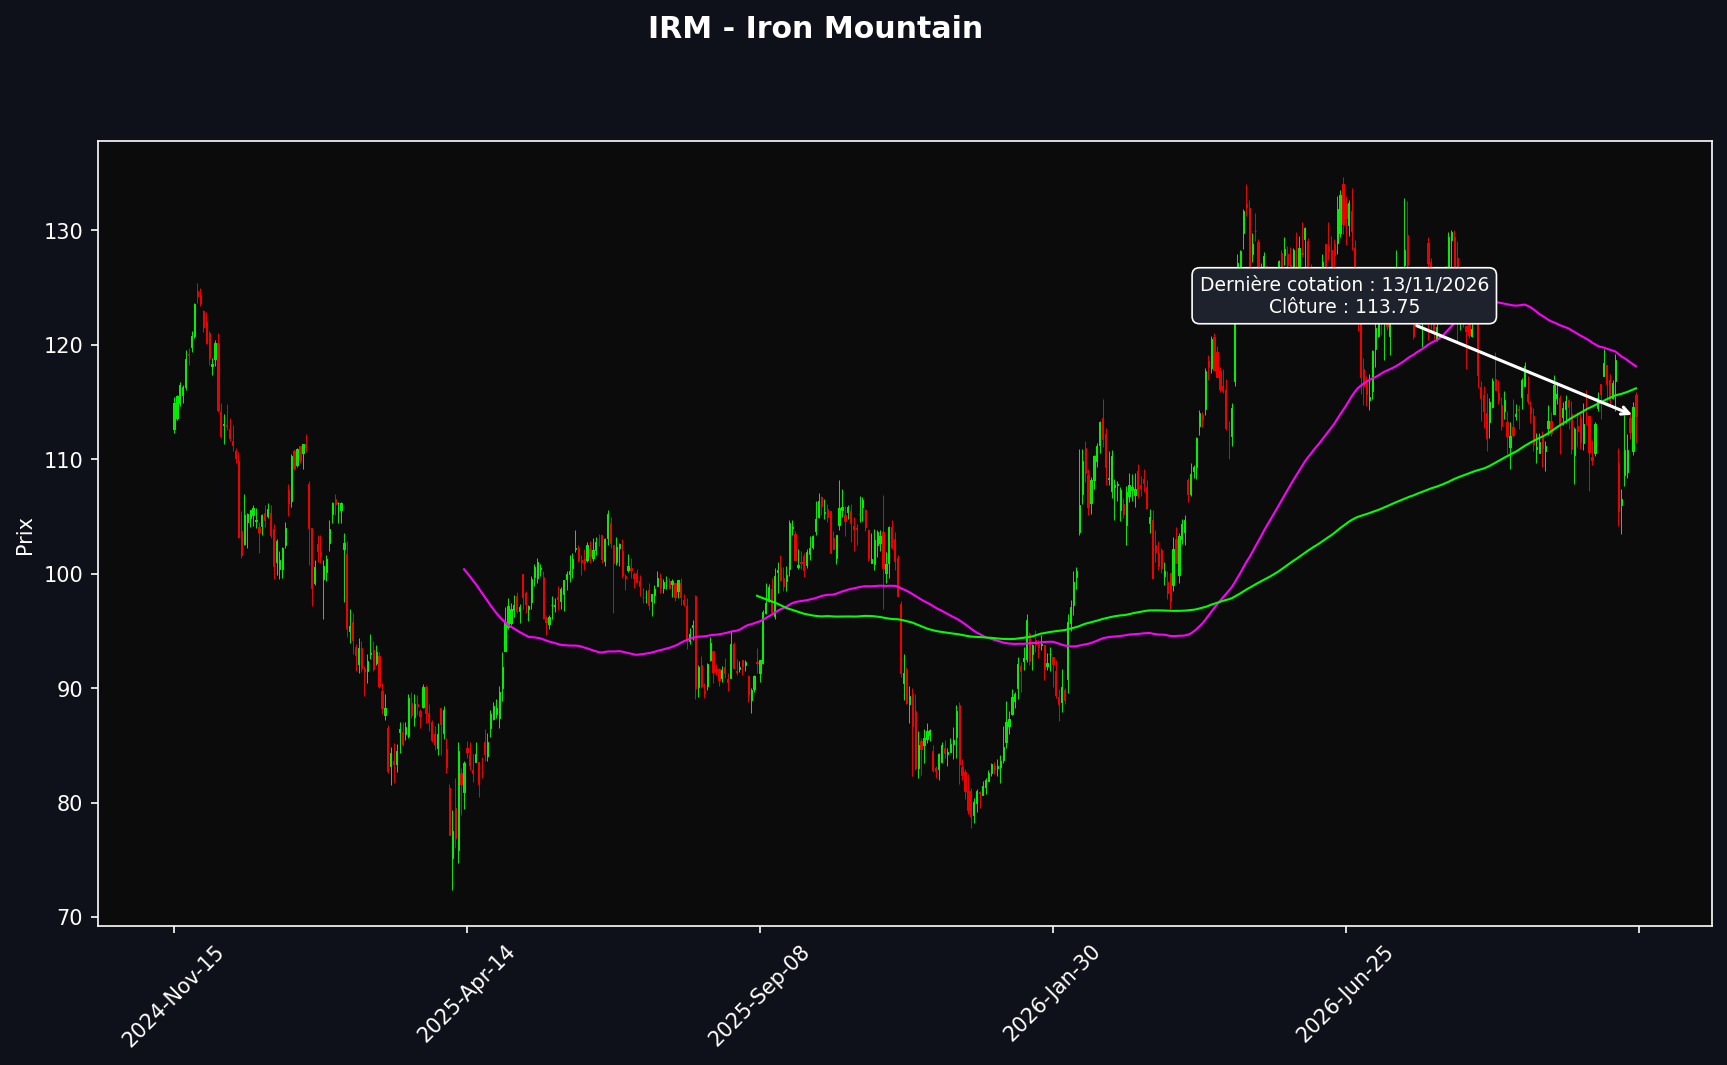 IRM - Iron Mountain
130
120
110
100
90
80
70
Prix
Dernière cotation : 13/11/2026
Clôture : 113.75
2024-Nov-15
2025-Apr-14
2025-Sep-08
2026-Jan-30
2026-Jun-25